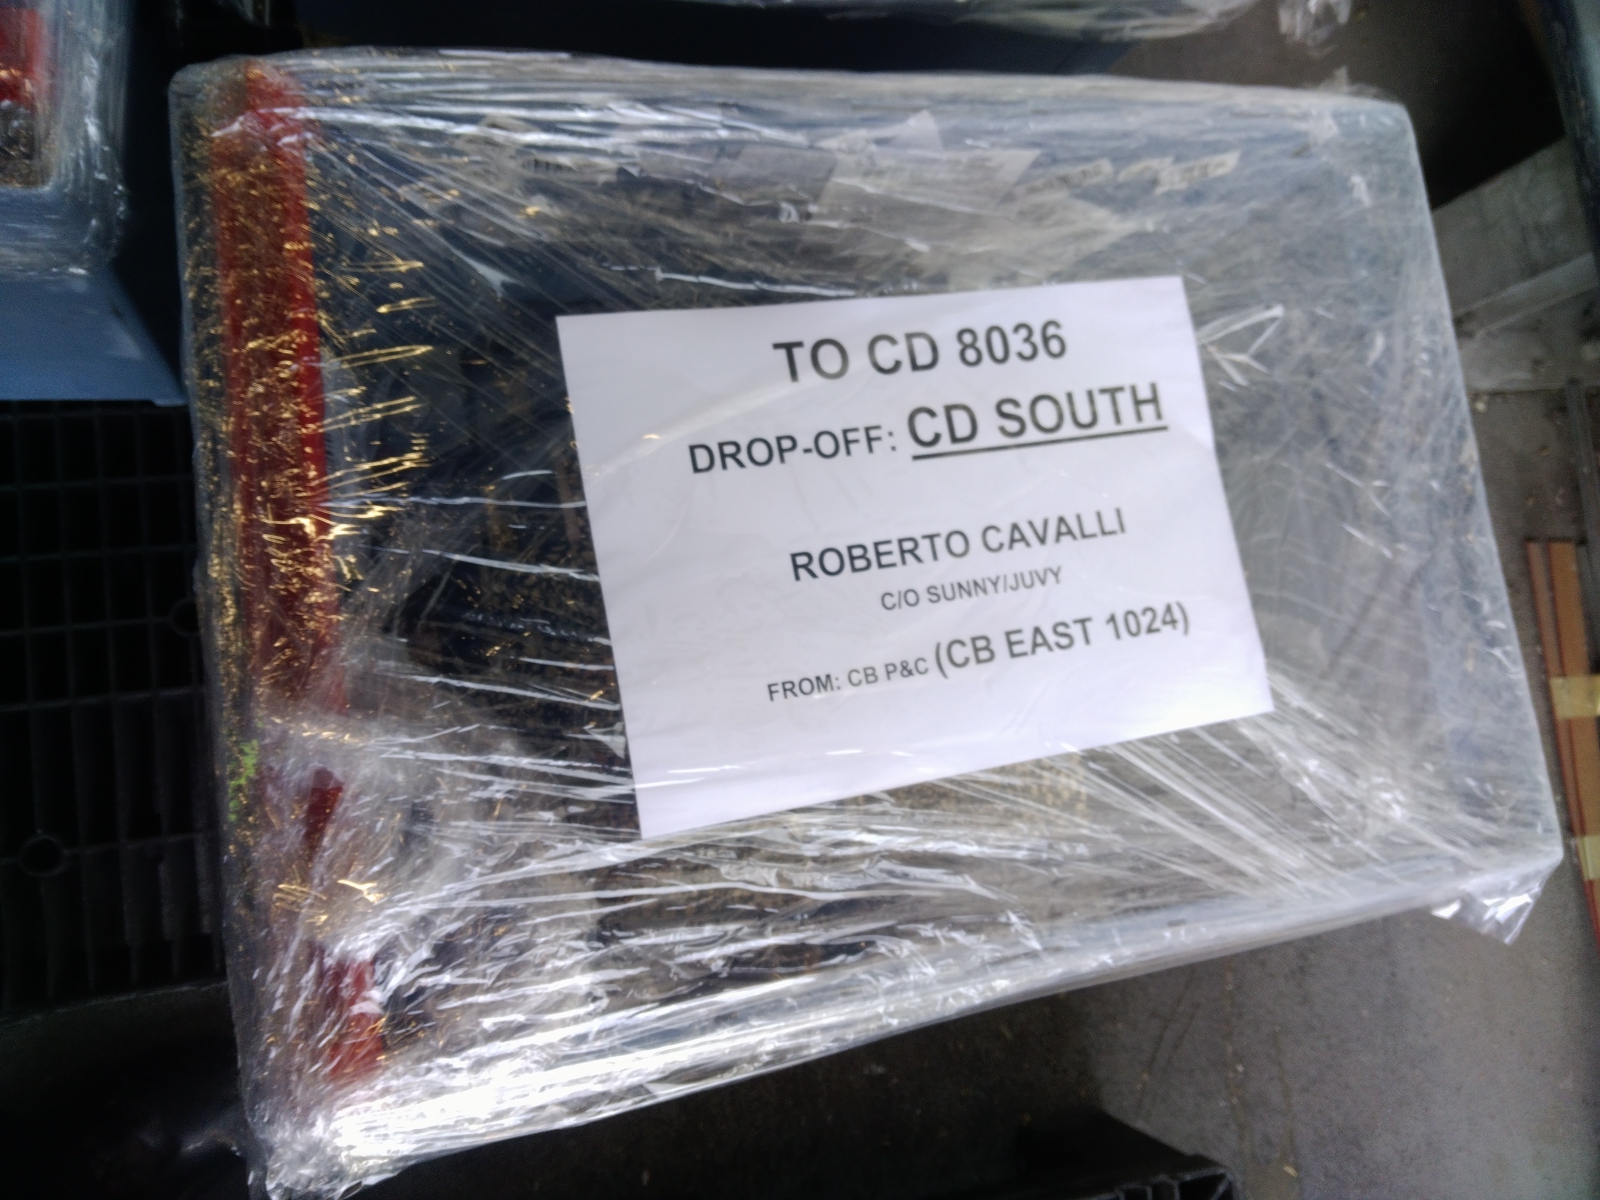 TO CD 8036
DROP-OFF: CD SOUTH
ROBERTO CAVALLI
C/O SUNNY/JUVY
FROM: CB P&C (CB EAST 1024)